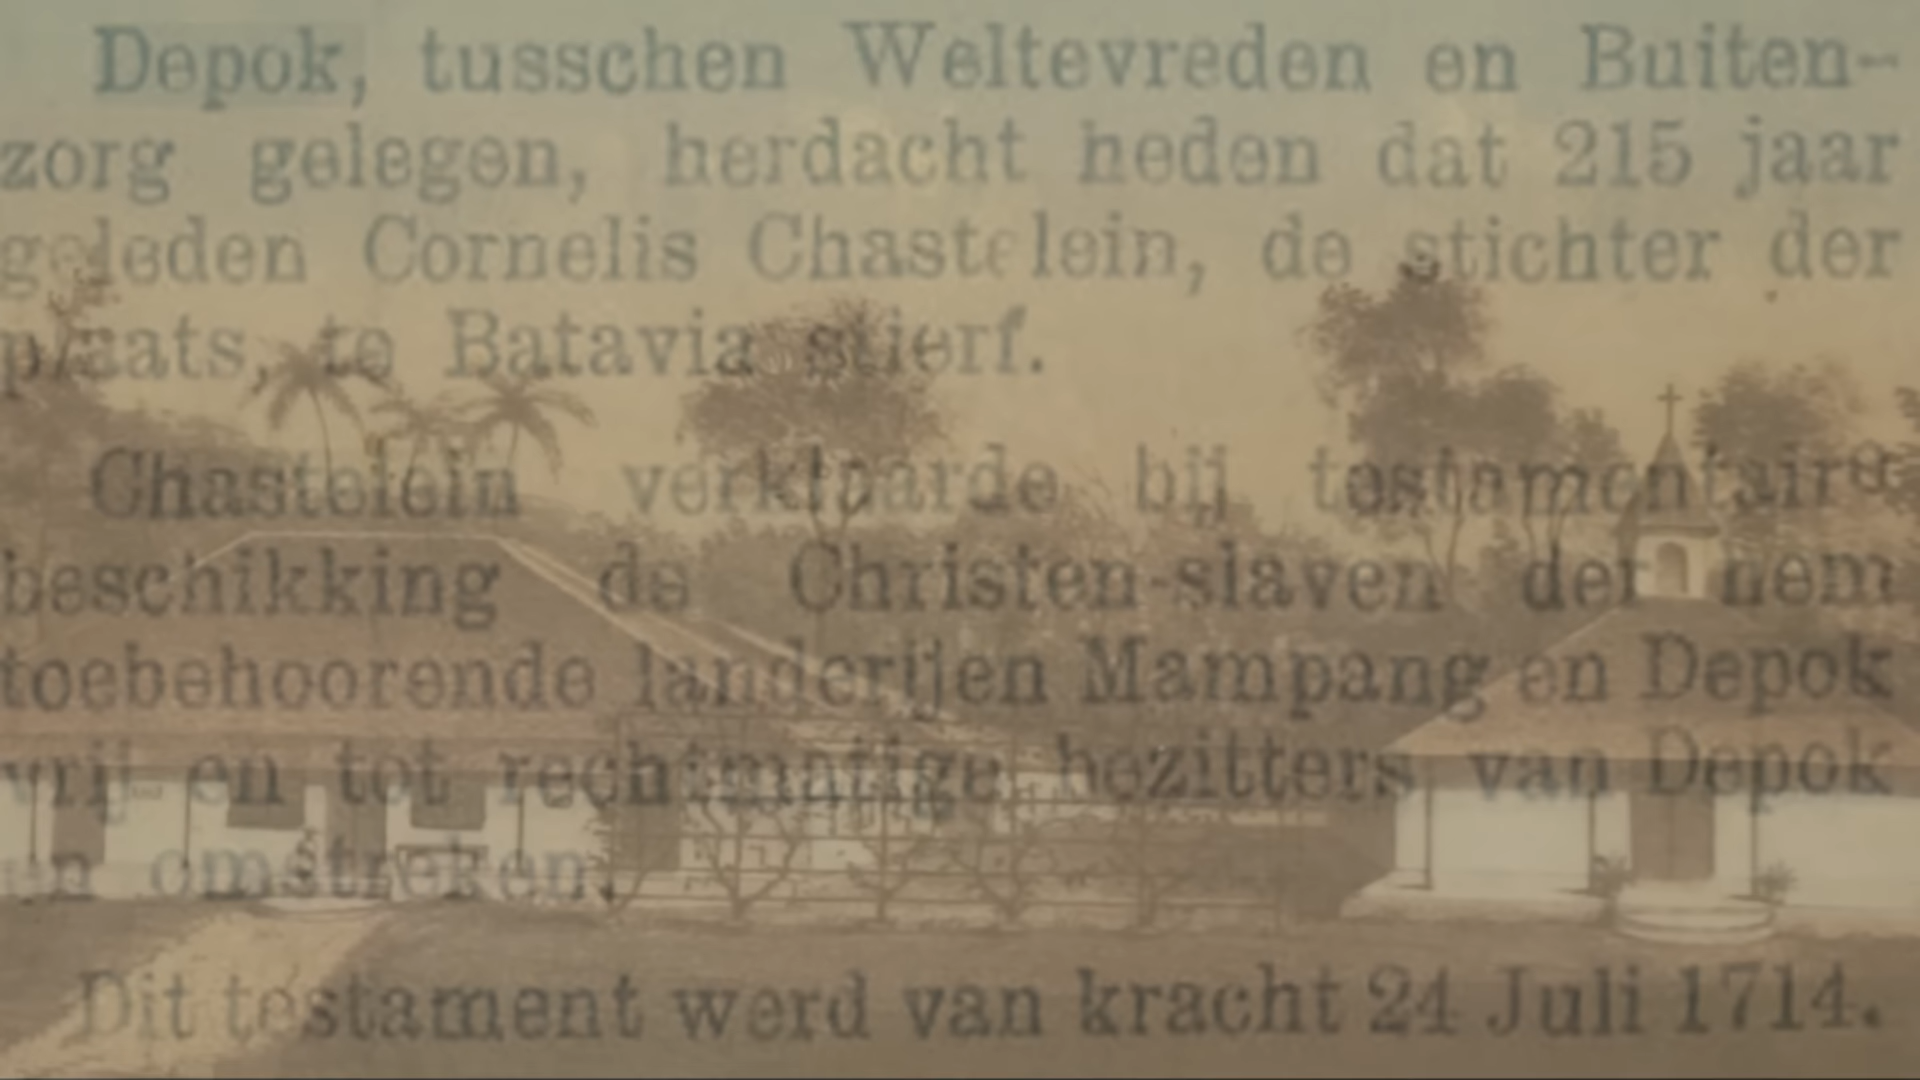 Depok, tusschen Weltevreden en Buiten-
zorg gelegen, herdacht heden dat 215 jaar
geleden Cornelis Chastelein, de stichter der
plaats, te Batavia stierf.
Chastelein verklaarde bij testamentaire
beschikking de Christen-slaven der hem
toebehoorende landerijen Mampang en Depok
vrij en tot rechtmatige bezitters van Depok
en omstreken.
Dit testament werd van kracht 24 Juli 1714.